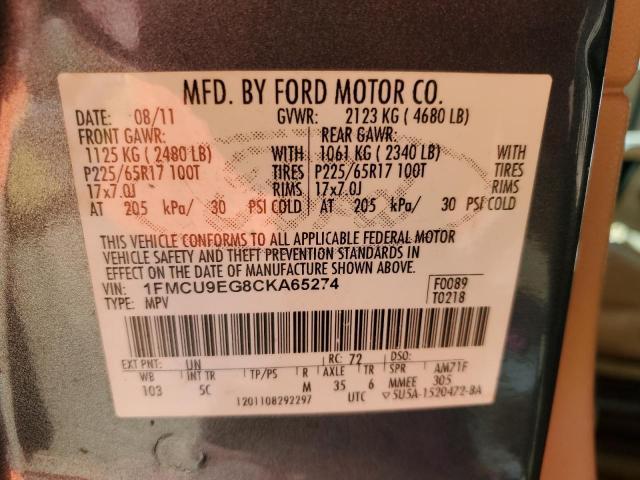 MFD. BY FORD MOTOR CO.
DATE: 08/11 GVWR: 2123 KG ( 4680 LB)
FRONT GAWR: REAR GAWR:
1125 KG ( 2480 LB) WITH 1061 KG ( 2340 LB) WITH
P225/65R17 100T TIRES P225/65R17 100T TIRES
17x7.0J RIMS 17x7.0J RIMS
AT 205 kPa/ 30 PSI COLD AT 205 kPa/ 30 PSI COLD
THIS VEHICLE CONFORMS TO ALL APPLICABLE FEDERAL MOTOR
VEHICLE SAFETY AND THEFT PREVENTION STANDARDS IN
EFFECT ON THE DATE OF MANUFACTURE SHOWN ABOVE.
VIN: 1FMCU9EG8CKA65274 F0089
TYPE: MPV T0218
EXT PNT: UN RC: 72 DSO:
WB INT TR TP/PS R AXLE TR SPR AM71F
103 5C M 35 6 MMEE 305
1201108292297 UTC ▽5U5A-1520472-BA